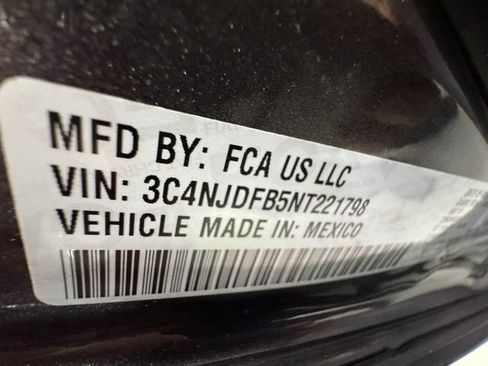 MFD BY: FCA US LLC
VIN: 3C4NJDFB5NT221798
VEHICLE MADE IN: MEXICO